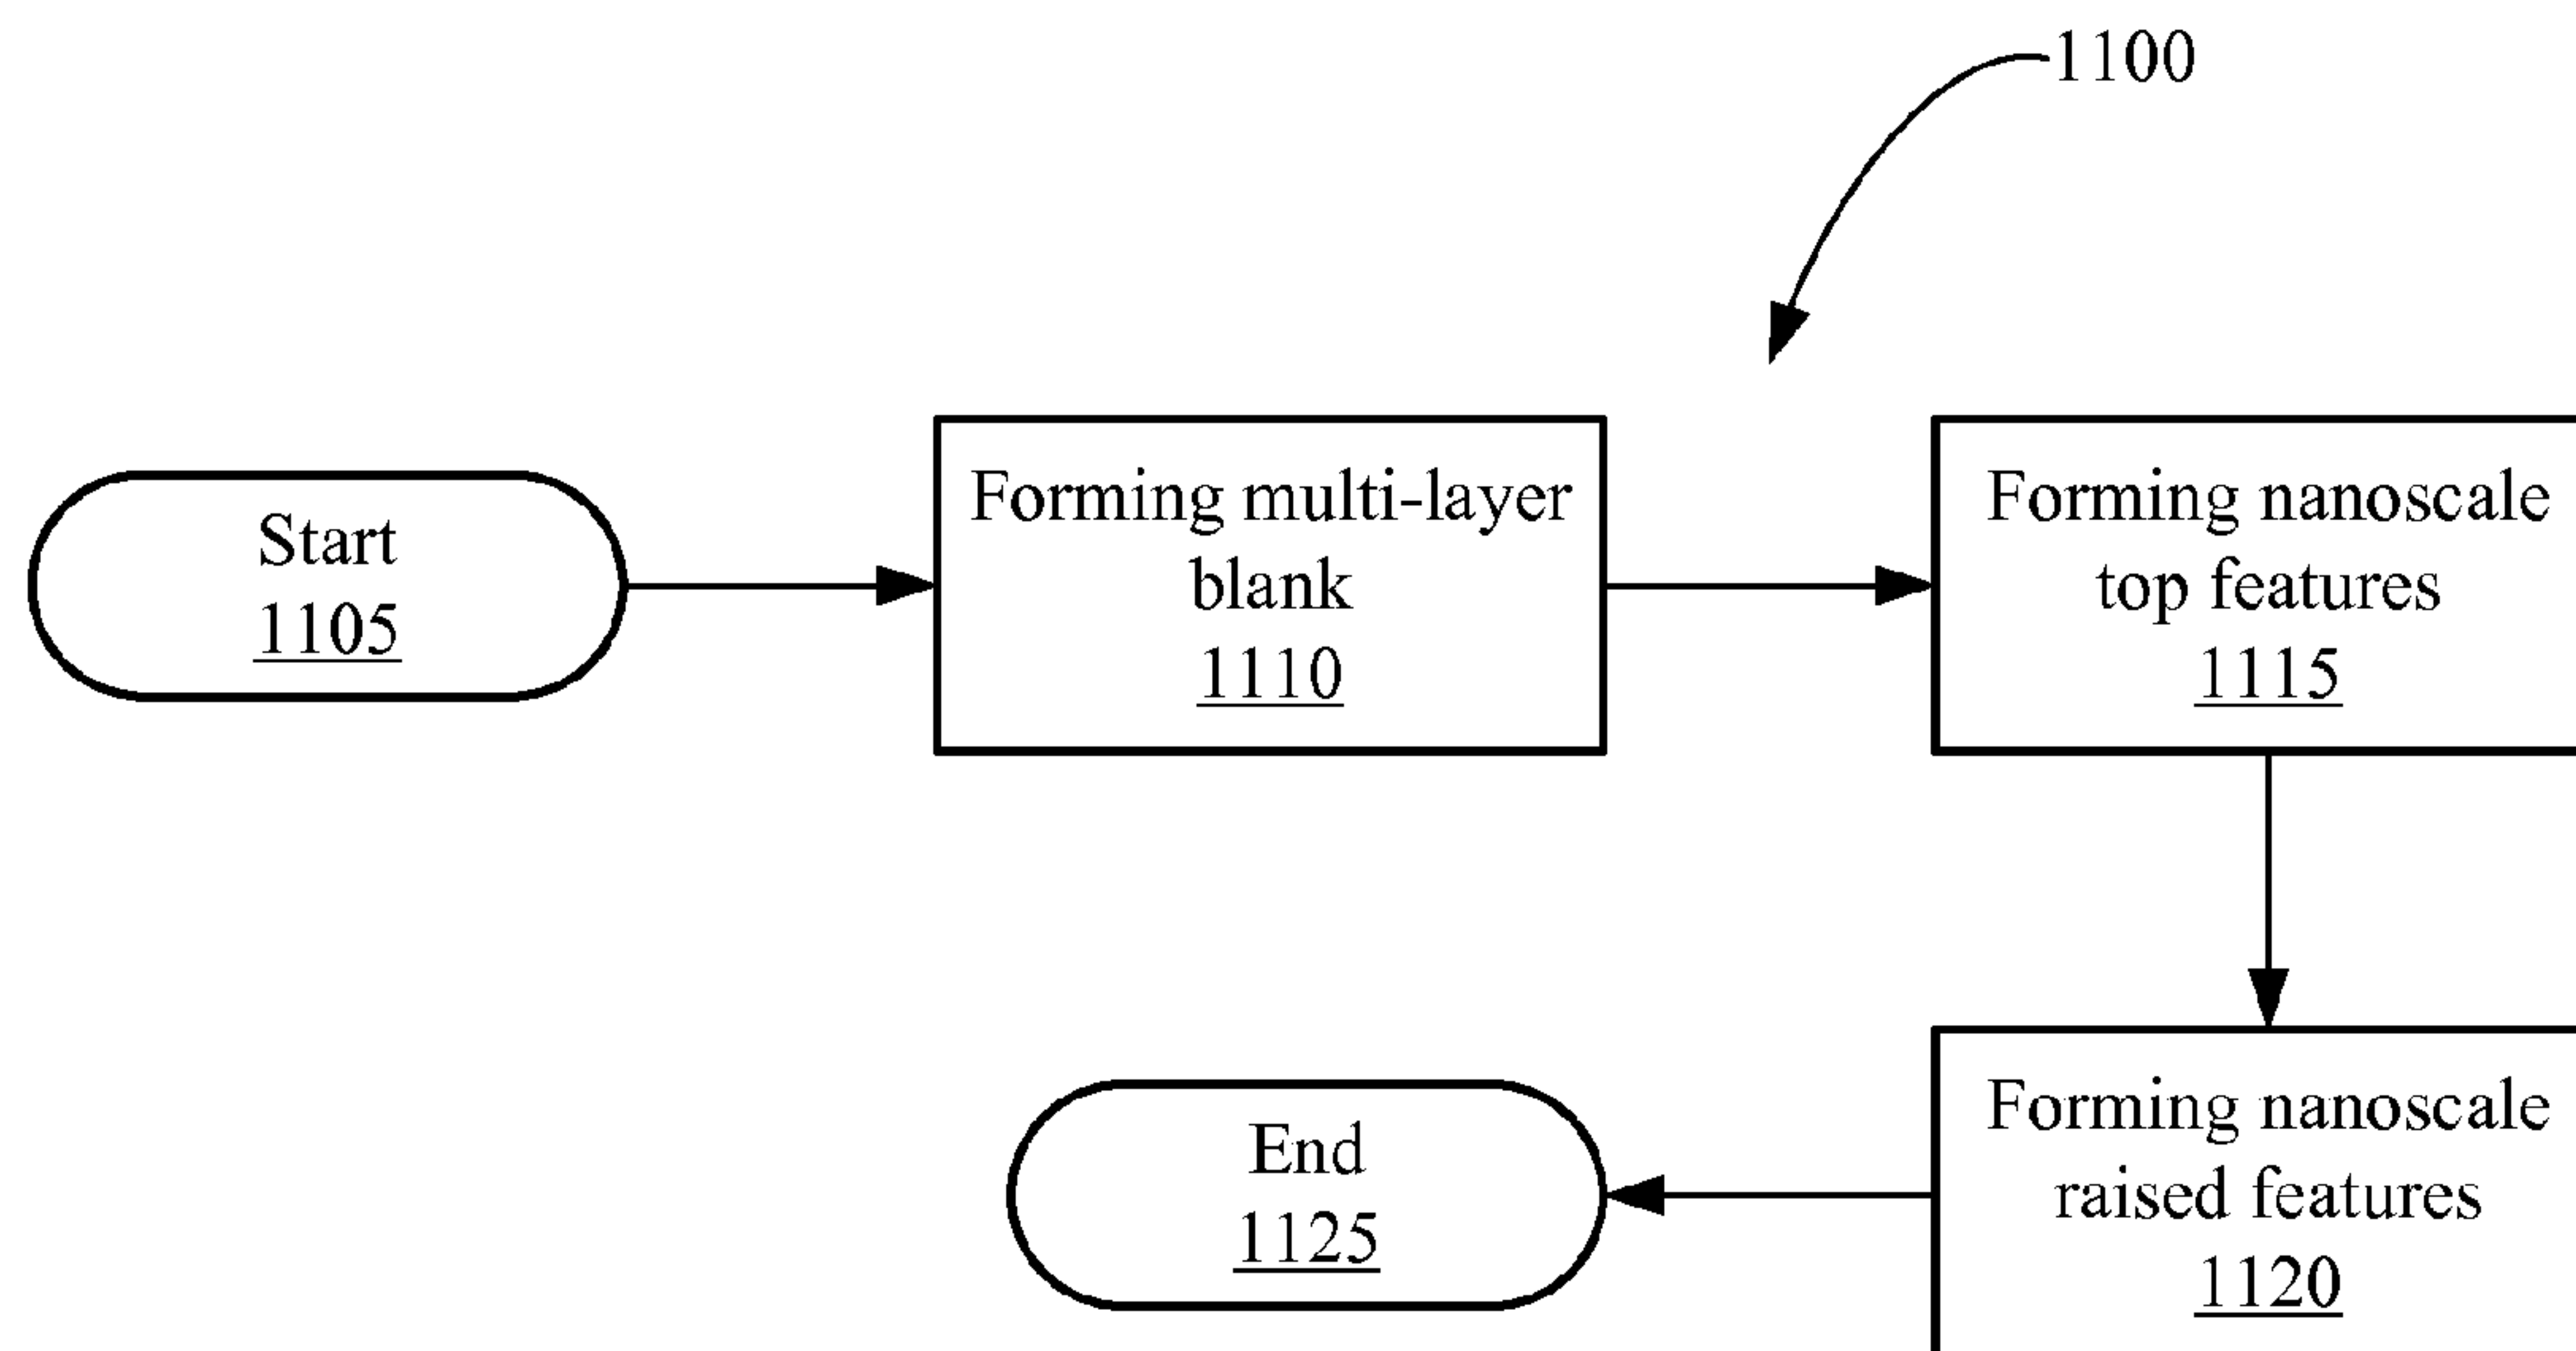 1100
Start
1105
Forming multi-layer
blank
1110
Forming nanoscale
top features
1115
Forming nanoscale
raised features
1120
End
1125